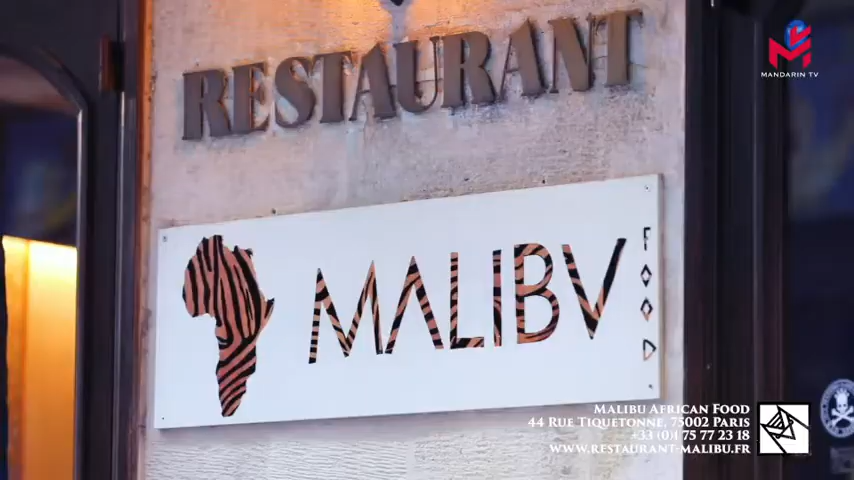 RESTAURANT
MANDARIN TV
MALIBV
FOOD
MALIBU AFRICAN FOOD
44 RUE TIQUETONNE, 75002 PARIS
+33 (0)1 75 77 23 18
WWW.RESTAURANT-MALIBU.FR